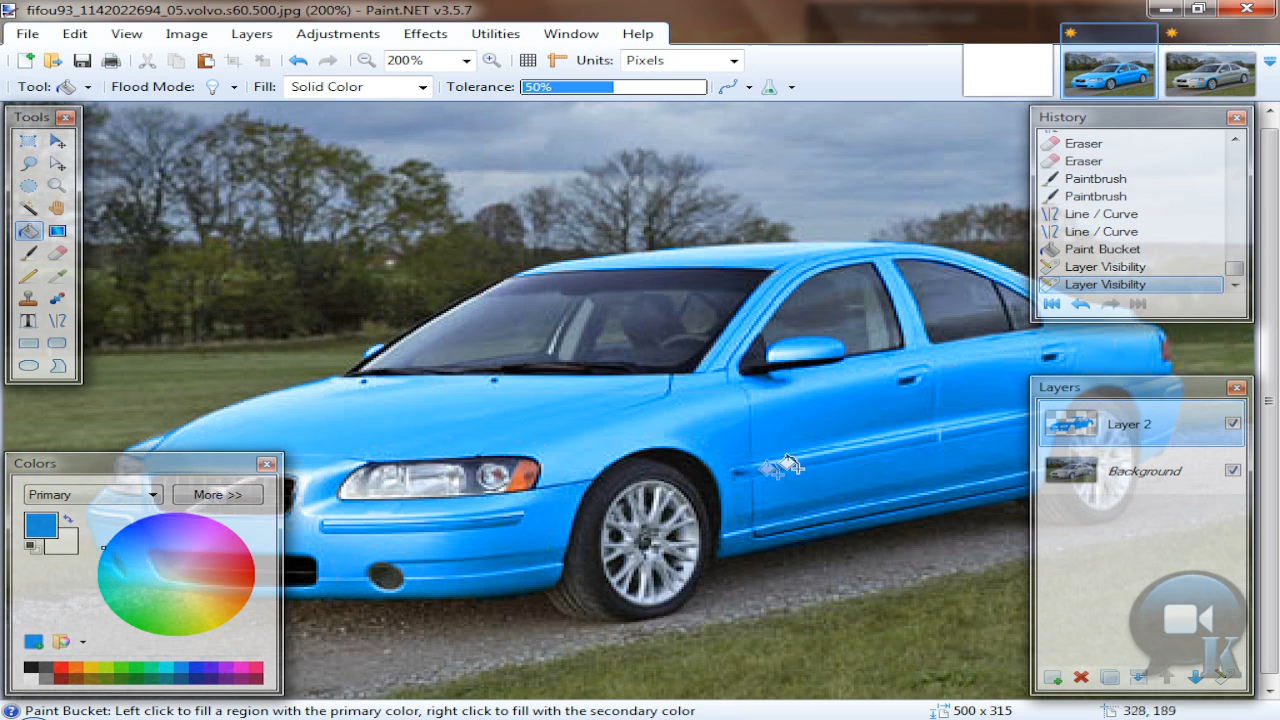 fifou93_1142022694_05.volvo.s60.500.jpg (200%) - Paint.NET v3.5.7
File Edit View Image Layers Adjustments Effects Utilities Window Help
200% Units: Pixels
Tool: Flood Mode: Fill: Solid Color Tolerance: 50%
Tools
History
Eraser
Eraser
Paintbrush
Paintbrush
Line / Curve
Line / Curve
Paint Bucket
Layer Visibility
Layer Visibility
Layers
Layer 2
Background
Colors
Primary More >>
K
Paint Bucket: Left click to fill a region with the primary color, right click to fill with the secondary color 500 x 315 328, 189